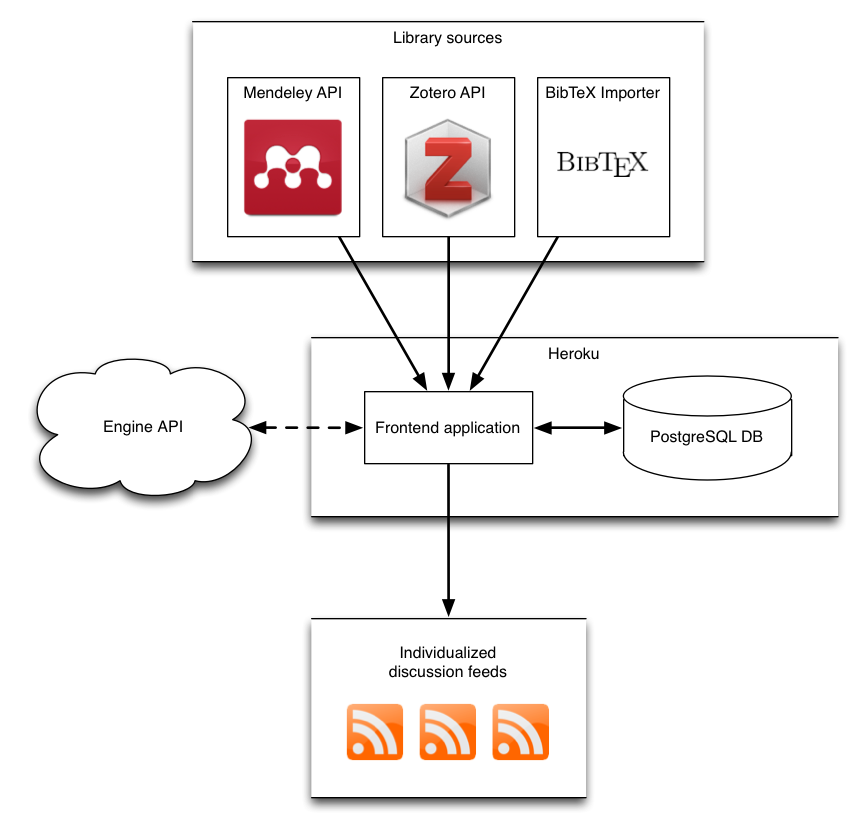 Library sources
Mendeley API
Zotero API
BibTeX Importer
Z
BIBTEX
Heroku
Engine API
Frontend application
PostgreSQL DB
Individualized
discussion feeds